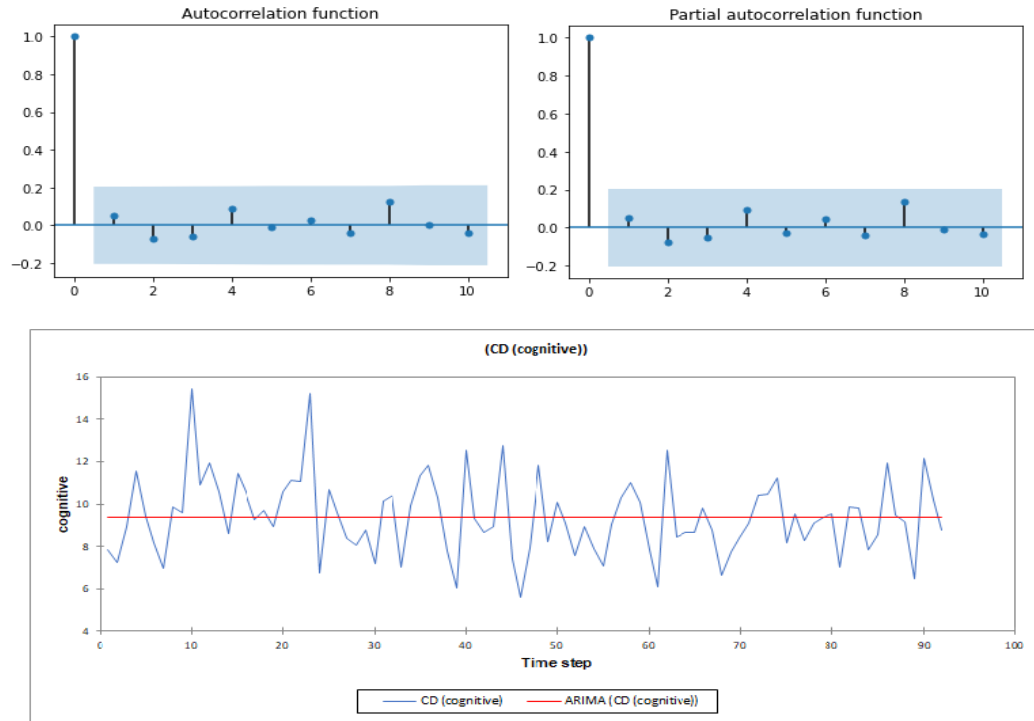 Autocorrelation function
1.0
0.8
0.6
0.4
0.2
0.0
−0.2
0 2 4 6 8 10
Partial autocorrelation function
1.0
0.8
0.6
0.4
0.2
0.0
−0.2
0 2 4 6 8 10
(CD (cognitive))
cognitive
16
14
12
10
8
6
4
0 10 20 30 40 50 60 70 80 90 100
Time step
CD (cognitive) ARIMA (CD (cognitive))